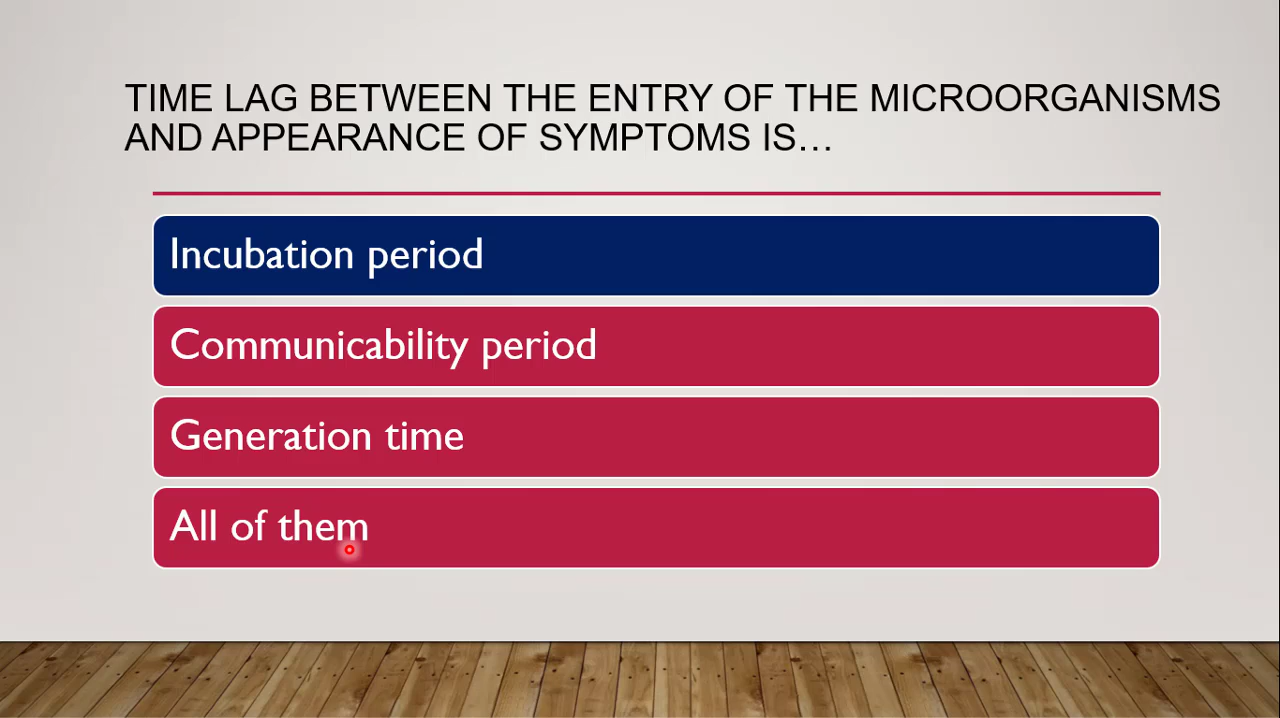 TIME LAG BETWEEN THE ENTRY OF THE MICROORGANISMS
AND APPEARANCE OF SYMPTOMS IS…
Incubation period
Communicability period
Generation time
All of them